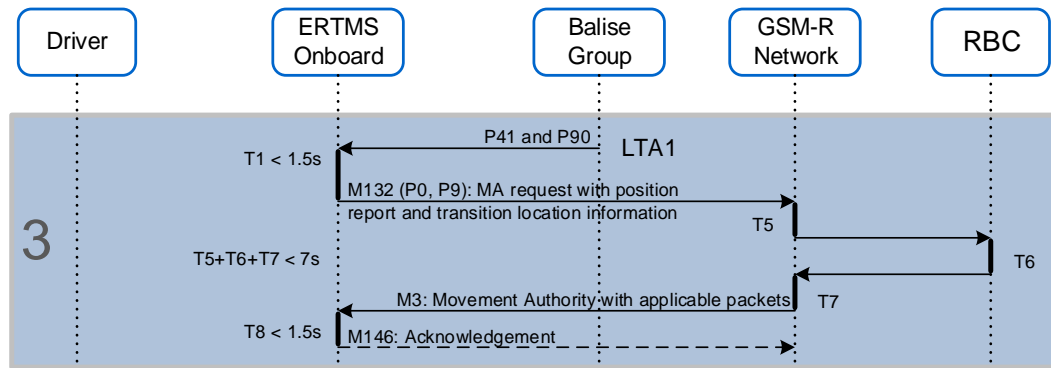 Driver
ERTMS
Onboard
Balise
Group
GSM-R
Network
RBC
3
P41 and P90
LTA1
T1 < 1.5s
M132 (P0, P9): MA request with position
report and transition location information
T5
T5+T6+T7 < 7s
T6
M3: Movement Authority with applicable packets
T7
T8 < 1.5s
M146: Acknowledgement